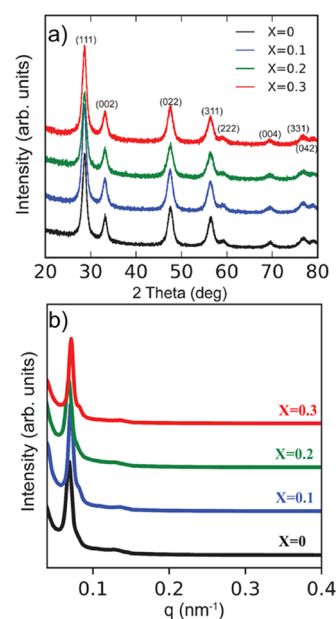 a)
Intensity (arb. units)
X=0
X=0.1
X=0.2
X=0.3
(111)
(002)
(022)
(311)
(222)
(004)
(331)
(042)
20 30 40 50 60 70 80
2 Theta (deg)
b)
Intensity (arb. units)
X=0.3
X=0.2
X=0.1
X=0
0.1 0.2 0.3 0.4
q (nm⁻¹)